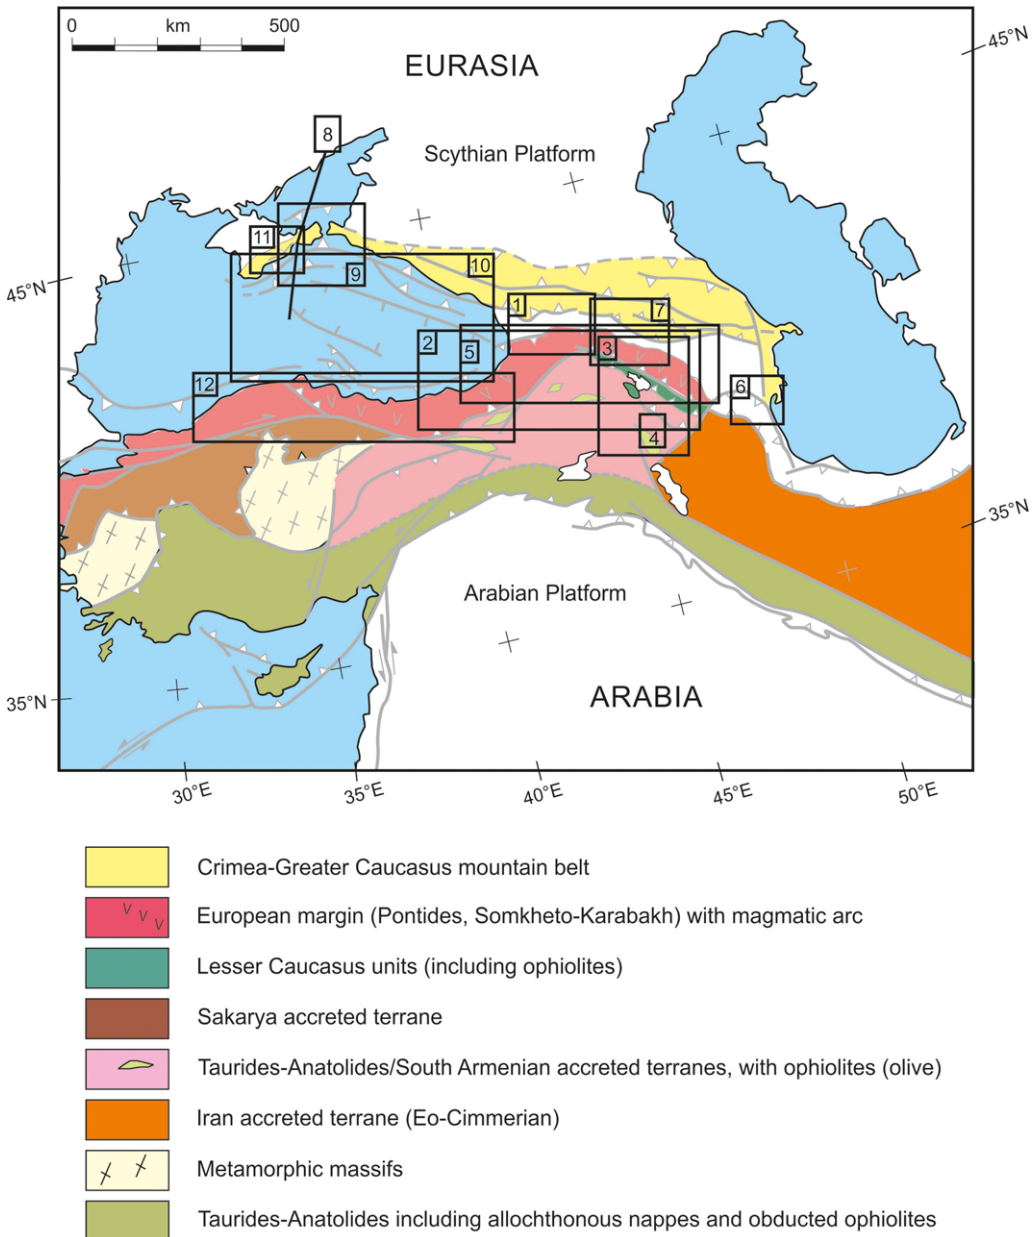 0 km 500
45°N
EURASIA
8
Scythian Platform
11
10
9
45°N
1
7
2
5
3
12
6
4
35°N
Arabian Platform
ARABIA
35°N
30°E
35°E
40°E
45°E
50°E
Crimea-Greater Caucasus mountain belt
V V V
European margin (Pontides, Somkheto-Karabakh) with magmatic arc
Lesser Caucasus units (including ophiolites)
Sakarya accreted terrane
Taurides-Anatolides/South Armenian accreted terranes, with ophiolites (olive)
Iran accreted terrane (Eo-Cimmerian)
Metamorphic massifs
Taurides-Anatolides including allochthonous nappes and obducted ophiolites